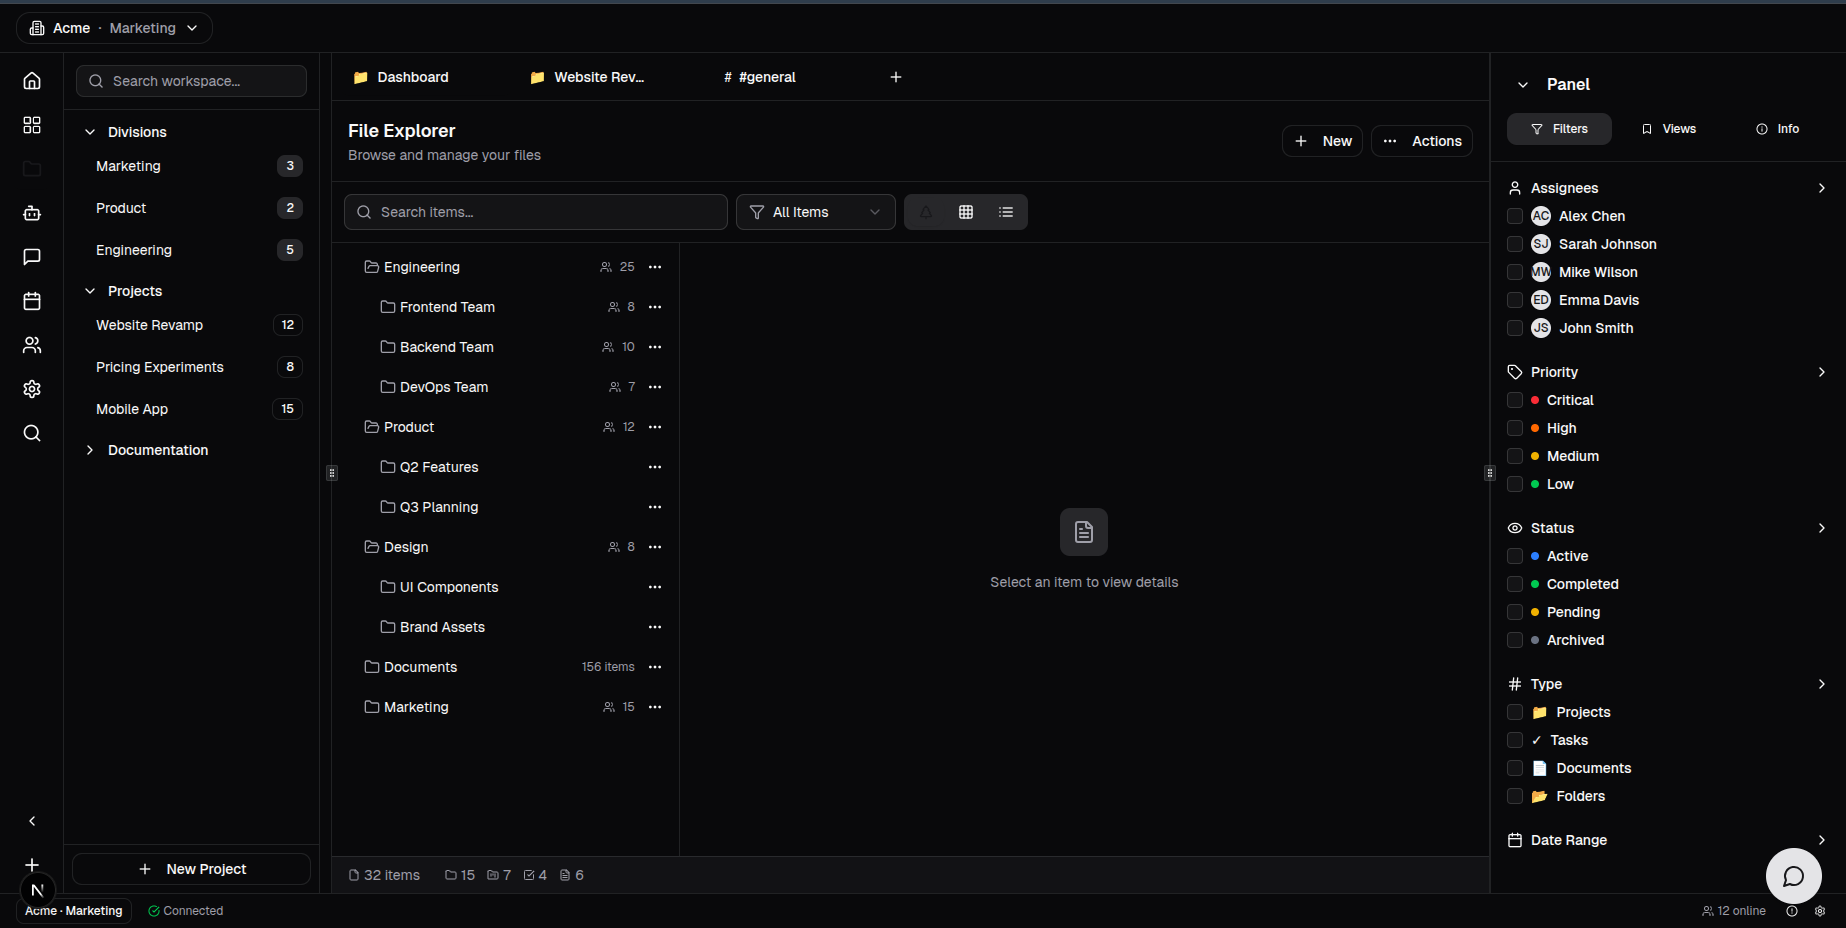 Acme · Marketing
Search workspace...
Divisions
Marketing 3
Product 2
Engineering 5
Projects
Website Revamp 12
Pricing Experiments 8
Mobile App 15
Documentation
New Project
Dashboard
Website Rev...
# #general
File Explorer
Browse and manage your files
New
Actions
Search items...
All Items
Engineering 25
Frontend Team 8
Backend Team 10
DevOps Team 7
Product 12
Q2 Features
Q3 Planning
Design 8
UI Components
Brand Assets
Documents 156 items
Marketing 15
Select an item to view details
32 items 15 7 4 6
Panel
Filters Views Info
Assignees
AC Alex Chen
SJ Sarah Johnson
MW Mike Wilson
ED Emma Davis
JS John Smith
Priority
Critical
High
Medium
Low
Status
Active
Completed
Pending
Archived
Type
Projects
✓ Tasks
Documents
Folders
Date Range
N
Acme · Marketing
Connected
12 online